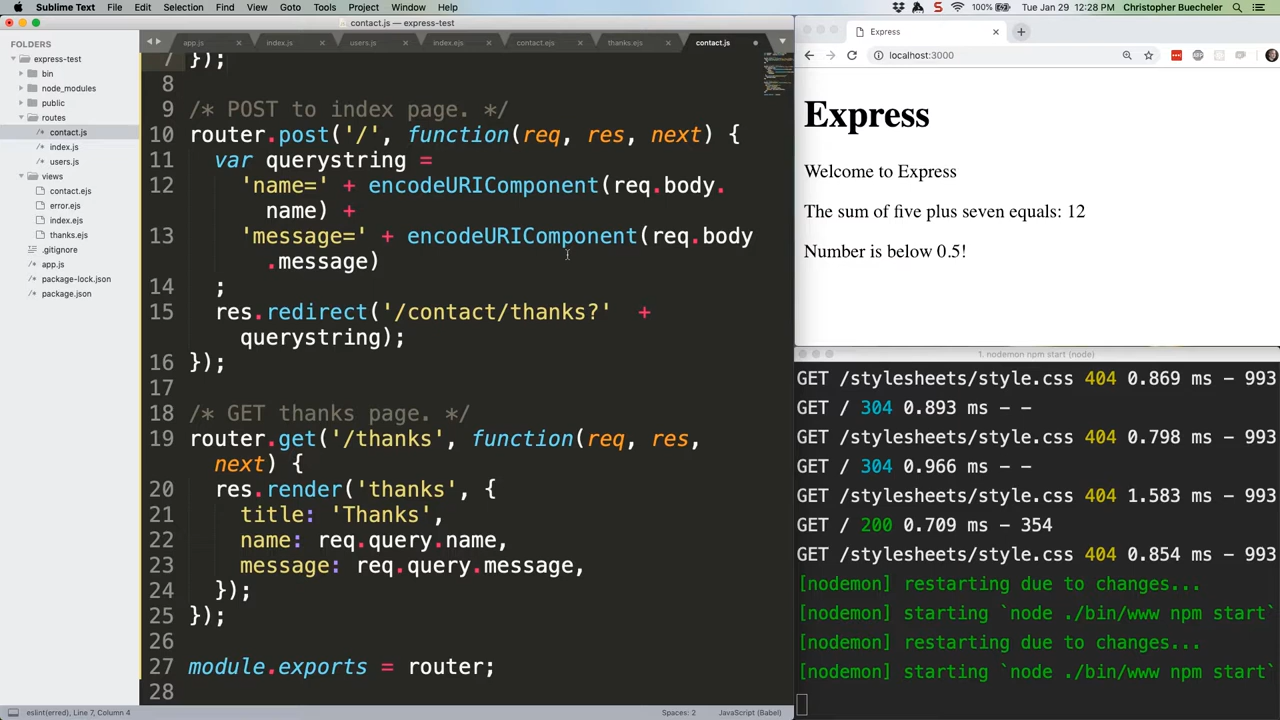 Sublime Text File Edit Selection Find View Goto Tools Project Window Help
100% Tue Jan 29 12:28 PM Christopher Buecheler
contact.js — express-test
FOLDERS
express-test
bin
node_modules
public
routes
contact.js
index.js
users.js
views
contact.ejs
error.ejs
index.ejs
thanks.ejs
.gitignore
app.js
package-lock.json
package.json
app.js index.js users.js index.ejs contact.ejs thanks.ejs contact.js
7 });
8
9 /* POST to index page. */
10 router.post('/', function(req, res, next) {
11 var querystring =
12 'name=' + encodeURIComponent(req.body.
name) +
13 'message=' + encodeURIComponent(req.body
.message)
14 ;
15 res.redirect('/contact/thanks?' +
querystring);
16 });
17
18 /* GET thanks page. */
19 router.get('/thanks', function(req, res,
next) {
20 res.render('thanks', {
21 title: 'Thanks',
22 name: req.query.name,
23 message: req.query.message,
24 });
25 });
26
27 module.exports = router;
28
eslint(erred), Line 7, Column 4 Spaces: 2 JavaScript (Babel)
Express
localhost:3000
Express
Welcome to Express
The sum of five plus seven equals: 12
Number is below 0.5!
1. nodemon npm start (node)
GET /stylesheets/style.css 404 0.869 ms - 993
GET / 304 0.893 ms - -
GET /stylesheets/style.css 404 0.798 ms - 993
GET / 304 0.966 ms - -
GET /stylesheets/style.css 404 1.583 ms - 993
GET / 200 0.709 ms - 354
GET /stylesheets/style.css 404 0.854 ms - 993
[nodemon] restarting due to changes...
[nodemon] starting `node ./bin/www npm start`
[nodemon] restarting due to changes...
[nodemon] starting `node ./bin/www npm start`